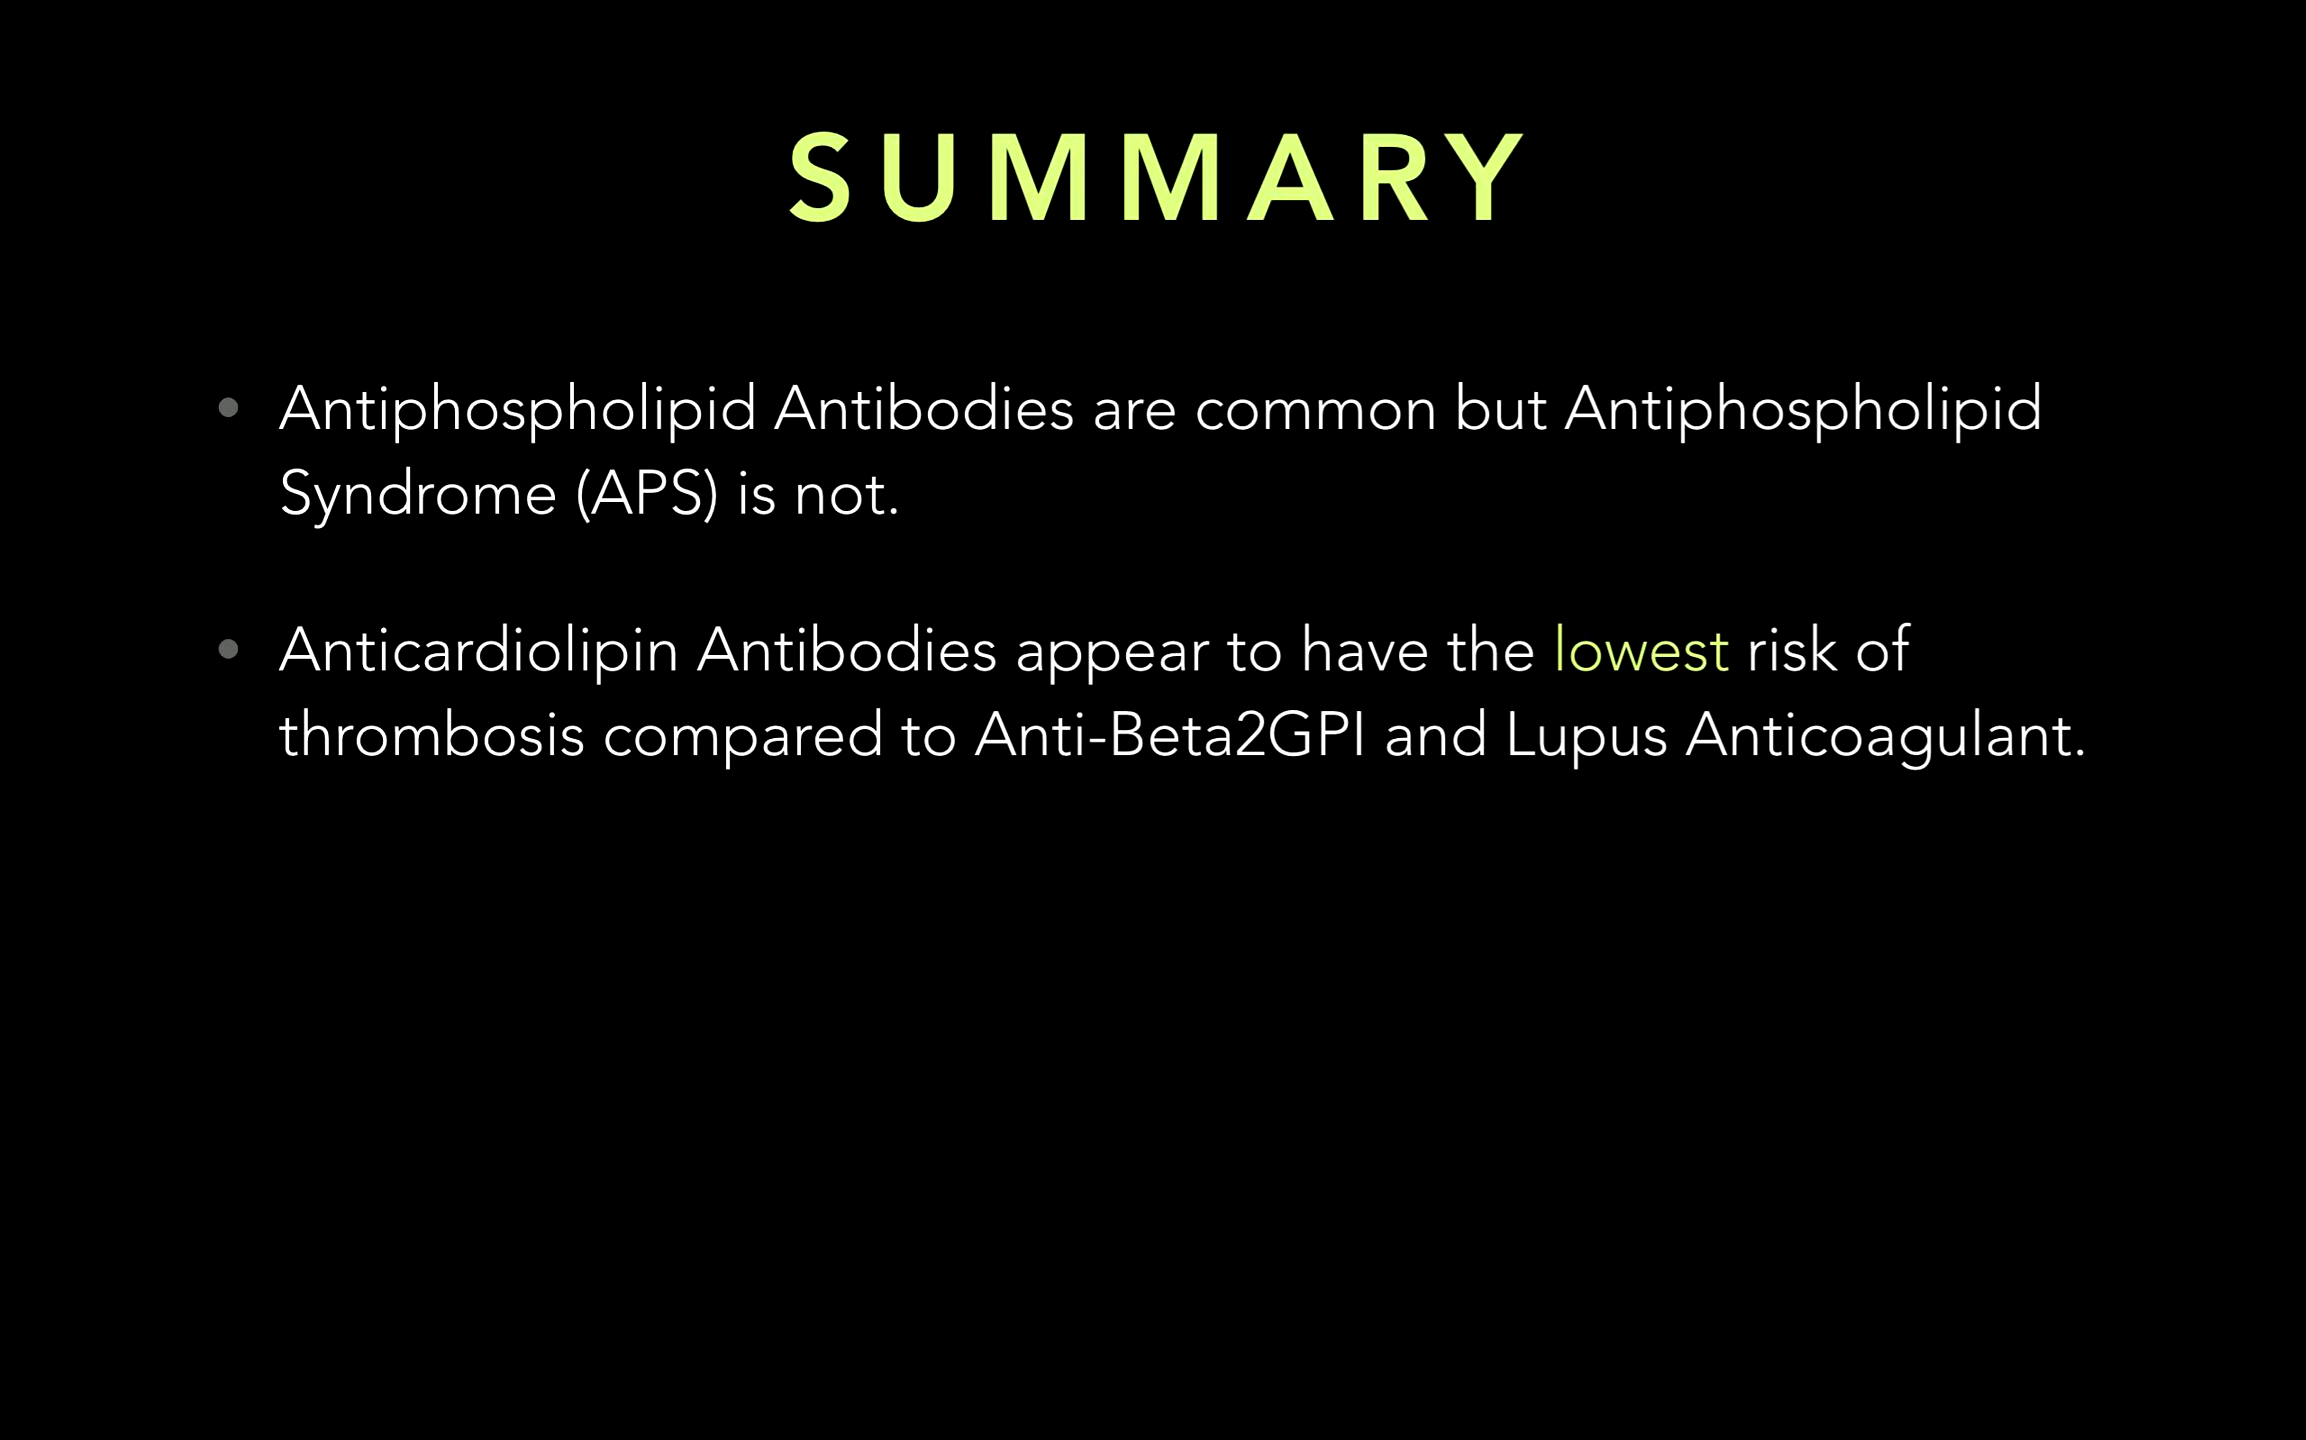 SUMMARY
• Antiphospholipid Antibodies are common but Antiphospholipid
Syndrome (APS) is not.
• Anticardiolipin Antibodies appear to have the lowest risk of
thrombosis compared to Anti-Beta2GPI and Lupus Anticoagulant.